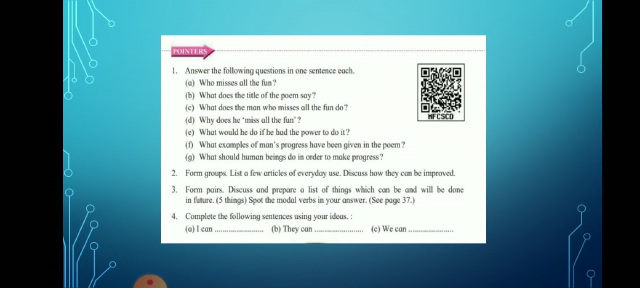 POINTERS
1. Answer the following questions in one sentence each.
(a) Who misses all the fun?
(b) What does the title of the poem say?
(c) What does the man who misses all the fun do?
(d) Why does he 'miss all the fun'?
(e) What would he do if he had the power to do it?
(f) What examples of man's progress have been given in the poem?
(g) What should human beings do in order to make progress?
2. Form groups. List a few articles of everyday use. Discuss how they can be improved.
3. Form pairs. Discuss and prepare a list of things which can be and will be done
in future. (5 things) Spot the modal verbs in your answer. (See page 37.)
4. Complete the following sentences using your ideas. :
(a) I can ........................ (b) They can ........................ (c) We can ......................
HFCSCD